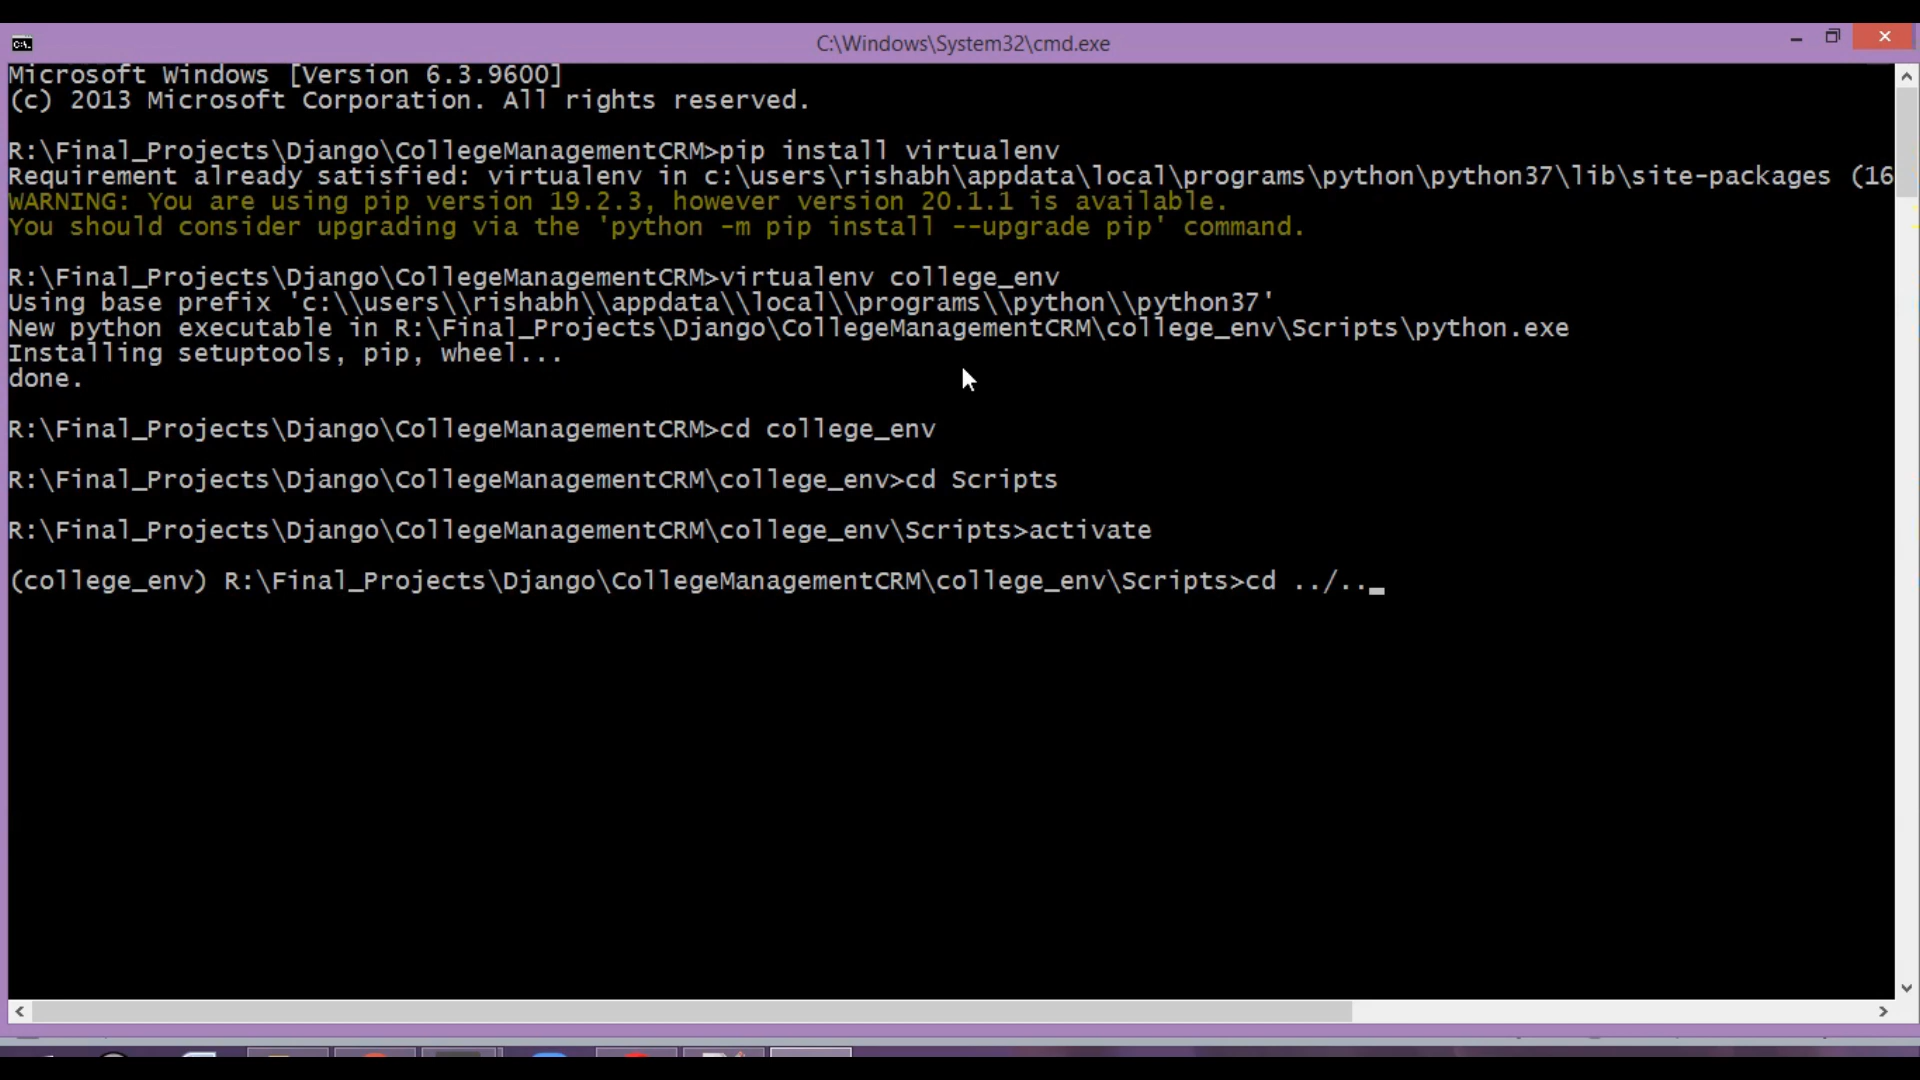 C:\Windows\System32\cmd.exe
Microsoft Windows [Version 6.3.9600]
(c) 2013 Microsoft Corporation. All rights reserved.
R:\Final_Projects\Django\CollegeManagementCRM>pip install virtualenv
Requirement already satisfied: virtualenv in c:\users\rishabh\appdata\local\programs\python\python37\lib\site-packages (16
WARNING: You are using pip version 19.2.3, however version 20.1.1 is available.
You should consider upgrading via the 'python -m pip install --upgrade pip' command.
R:\Final_Projects\Django\CollegeManagementCRM>virtualenv college_env
Using base prefix 'c:\\users\\rishabh\\appdata\\local\\programs\\python\\python37'
New python executable in R:\Final_Projects\Django\CollegeManagementCRM\college_env\Scripts\python.exe
Installing setuptools, pip, wheel...
done.
R:\Final_Projects\Django\CollegeManagementCRM>cd college_env
R:\Final_Projects\Django\CollegeManagementCRM\college_env>cd Scripts
R:\Final_Projects\Django\CollegeManagementCRM\college_env\Scripts>activate
(college_env) R:\Final_Projects\Django\CollegeManagementCRM\college_env\Scripts>cd ../.._